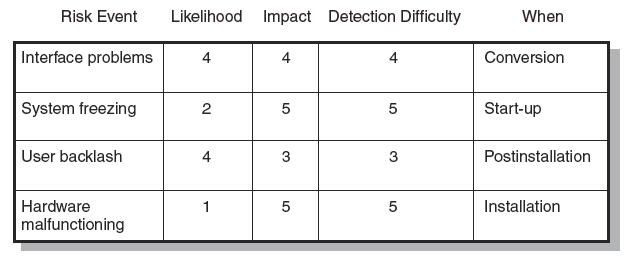 Risk Event Likelihood Impact Detection Difficulty When
Interface problems 4 4 4 Conversion
System freezing 2 5 5 Start-up
User backlash 4 3 3 Postinstallation
Hardware 1 5 5 Installation
malfunctioning